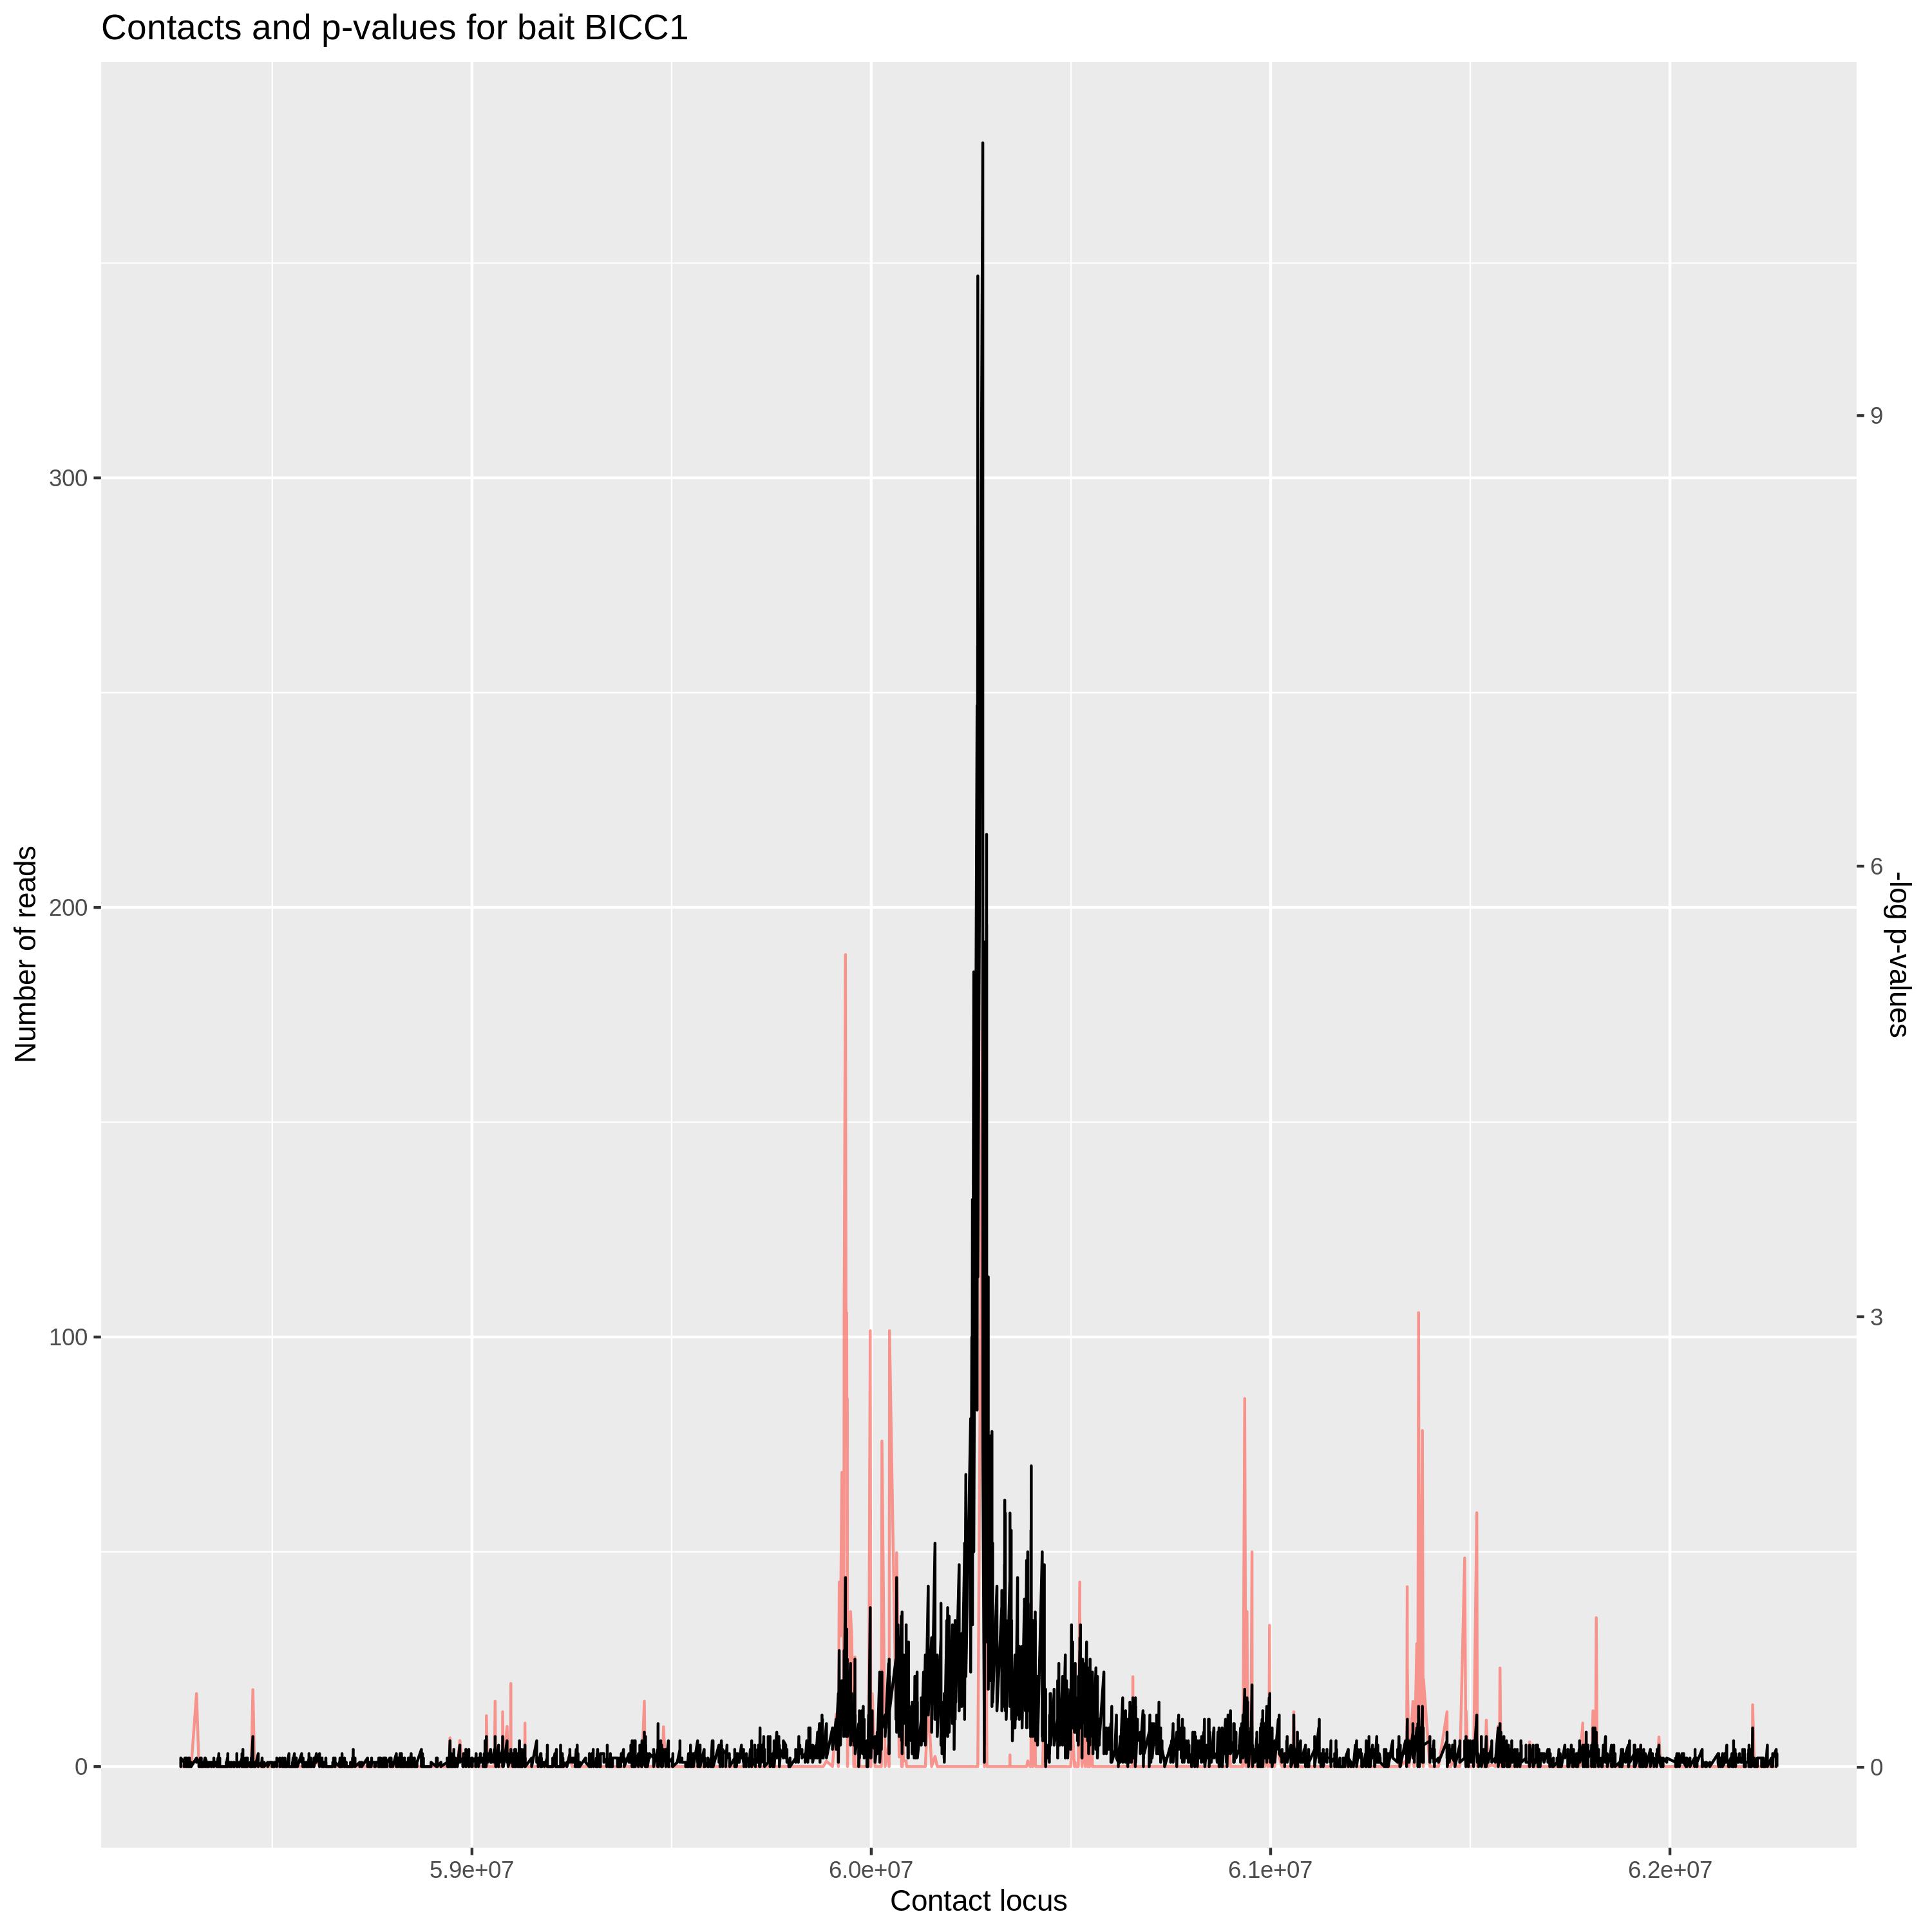 Contacts and p-values for bait BICC1
Number of reads
300
200
100
0
9
6
3
0
-log p-values
5.9e+07 6.0e+07 6.1e+07 6.2e+07
Contact locus